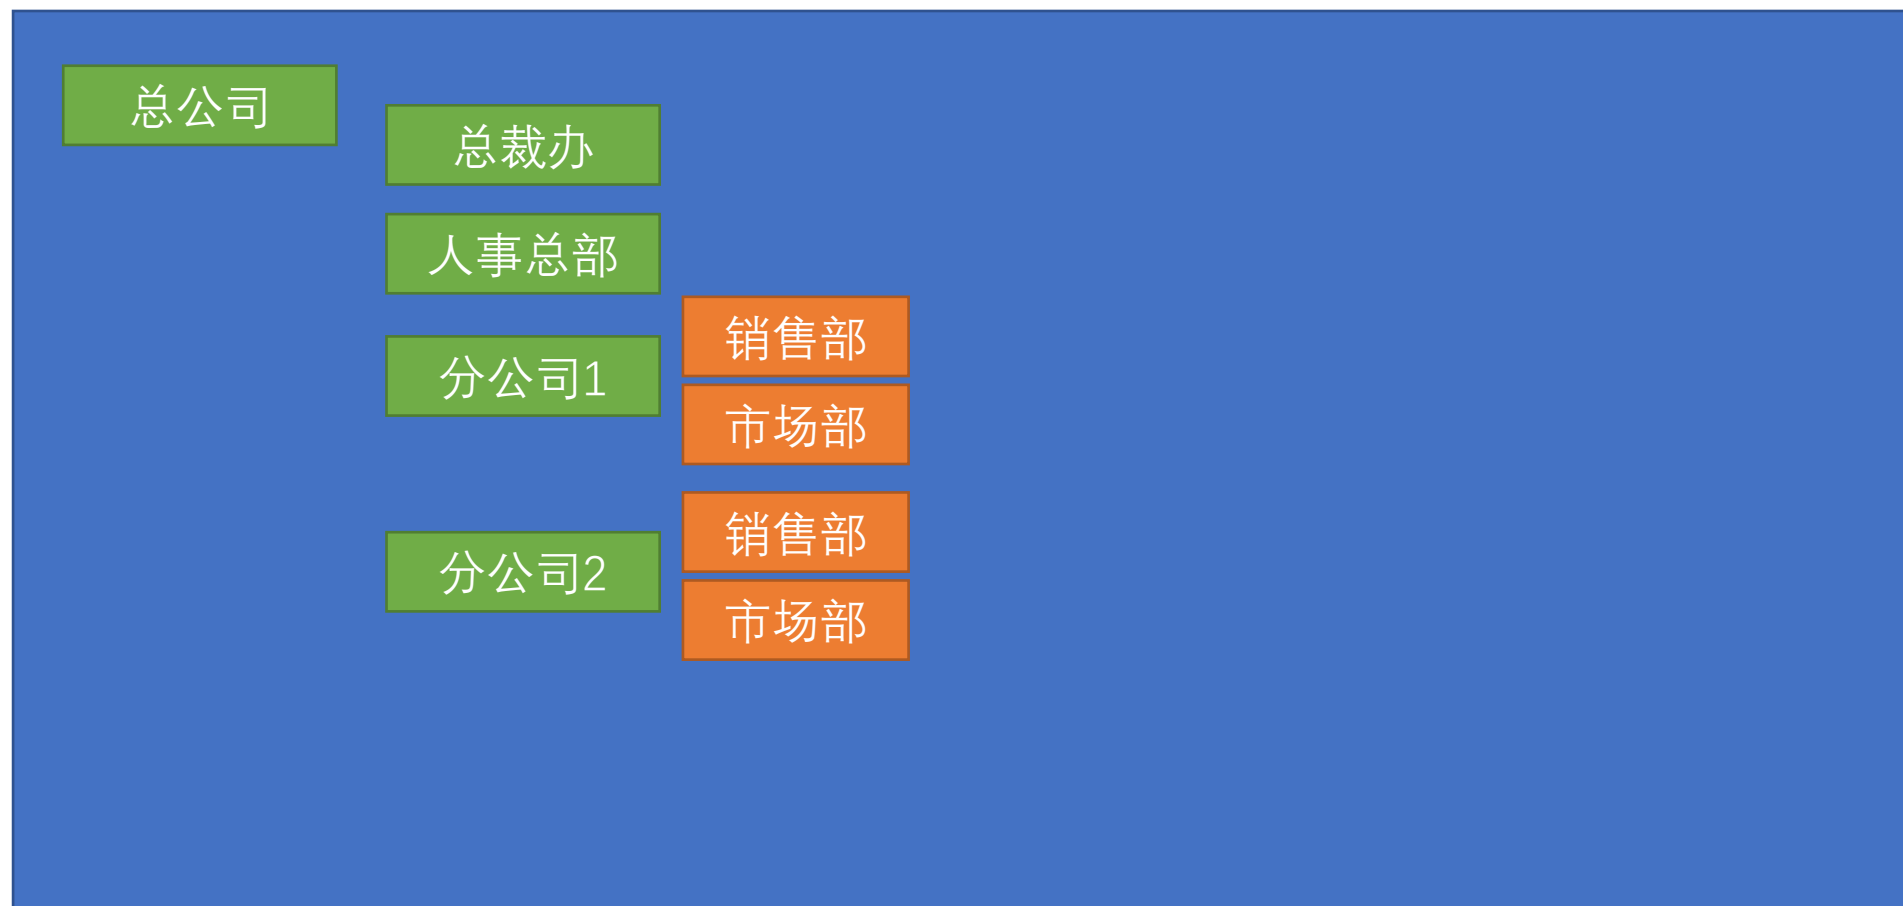 总公司
总裁办
人事总部
分公司1
销售部
市场部
分公司2
销售部
市场部